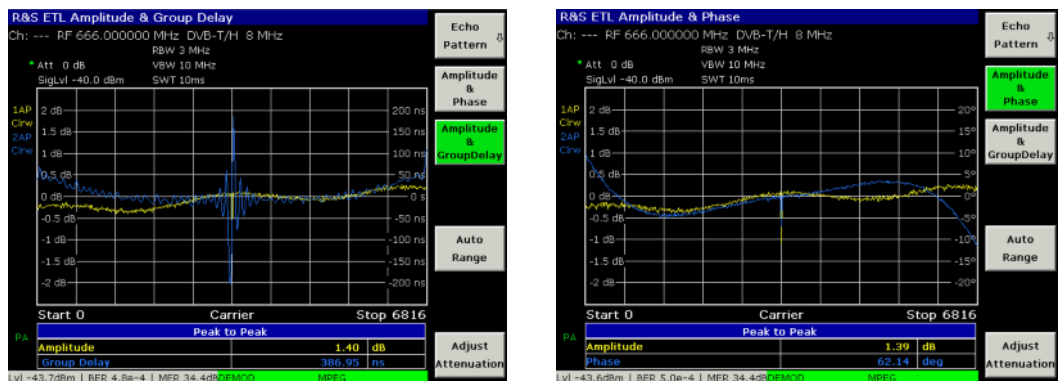 R&S ETL Amplitude & Group Delay
Ch: --- RF 666.000000 MHz DVB-T/H 8 MHz
RBW 3 MHz
Att 0 dB VBW 10 MHz
SigLvl -40.0 dBm SWT 10ms
1AP
Clrw
2AP
Clrw
2 dB 200 ns
1.5 dB 150 ns
1 dB 100 ns
0.5 dB 50 ns
0 dB 0 s
-0.5 dB -50 ns
-1 dB -100 ns
-1.5 dB -150 ns
-2 dB -200 ns
Start 0 Carrier Stop 6816
PA
Peak to Peak
Amplitude 1.40 dB
Group Delay 386.95 ns
Lvl -43.7dBm | BER 4.8e-4 | MER 34.4dB DEMOD MPEG
Echo
Pattern
Amplitude
&
Phase
Amplitude
&
GroupDelay
Auto
Range
Adjust
Attenuation
R&S ETL Amplitude & Phase
Ch: --- RF 666.000000 MHz DVB-T/H 8 MHz
RBW 3 MHz
Att 0 dB VBW 10 MHz
SigLvl -40.0 dBm SWT 10ms
1AP
Clrw
2AP
Clrw
2 dB 20°
1.5 dB 15°
1 dB 10°
0.5 dB 5°
0 dB
-0.5 dB -5°
-1 dB -10°
-1.5 dB -15°
-2 dB -20°
Start 0 Carrier Stop 6816
PA
Peak to Peak
Amplitude 1.39 dB
Phase 62.14 deg
Lvl -43.6dBm | BER 5.0e-4 | MER 34.4dB DEMOD MPEG
Echo
Pattern
Amplitude
&
Phase
Amplitude
&
GroupDelay
Auto
Range
Adjust
Attenuation